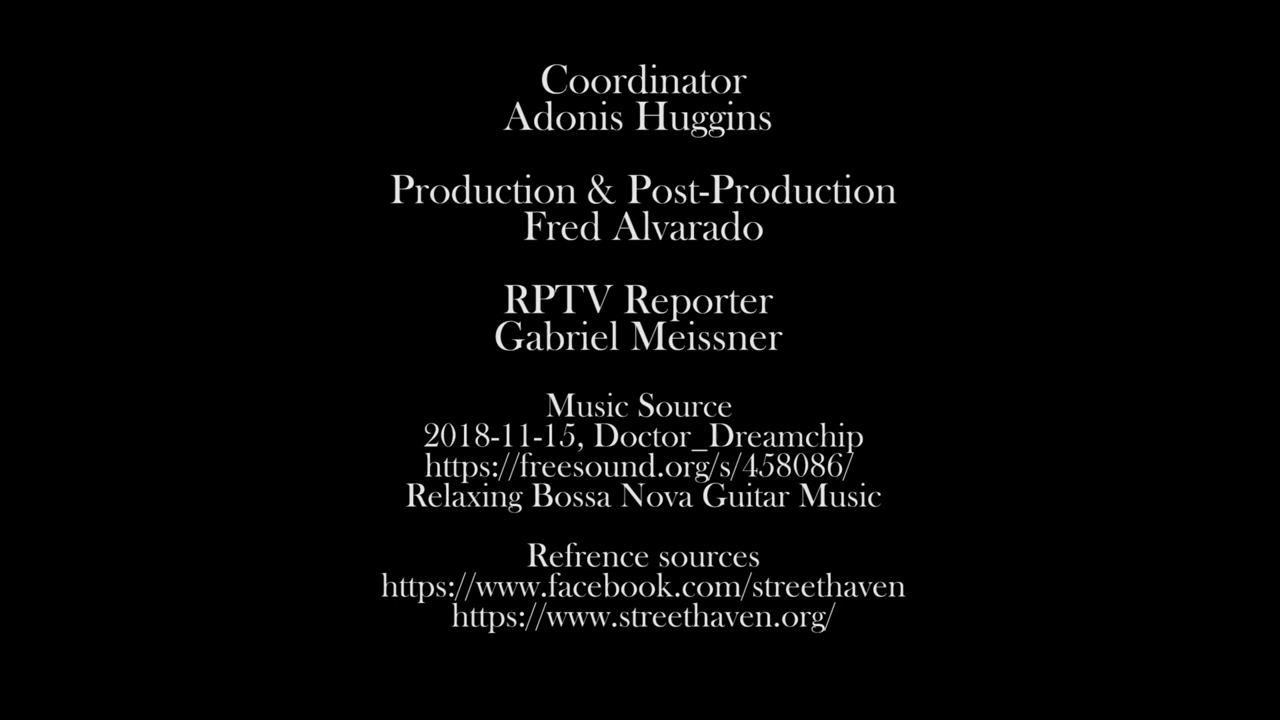 Coordinator
Adonis Huggins
Production & Post-Production
Fred Alvarado
RPTV Reporter
Gabriel Meissner
Music Source
2018-11-15, Doctor_Dreamchip
https://freesound.org/s/458086/
Relaxing Bossa Nova Guitar Music
Refrence sources
https://www.facebook.com/streethaven
https://www.streethaven.org/